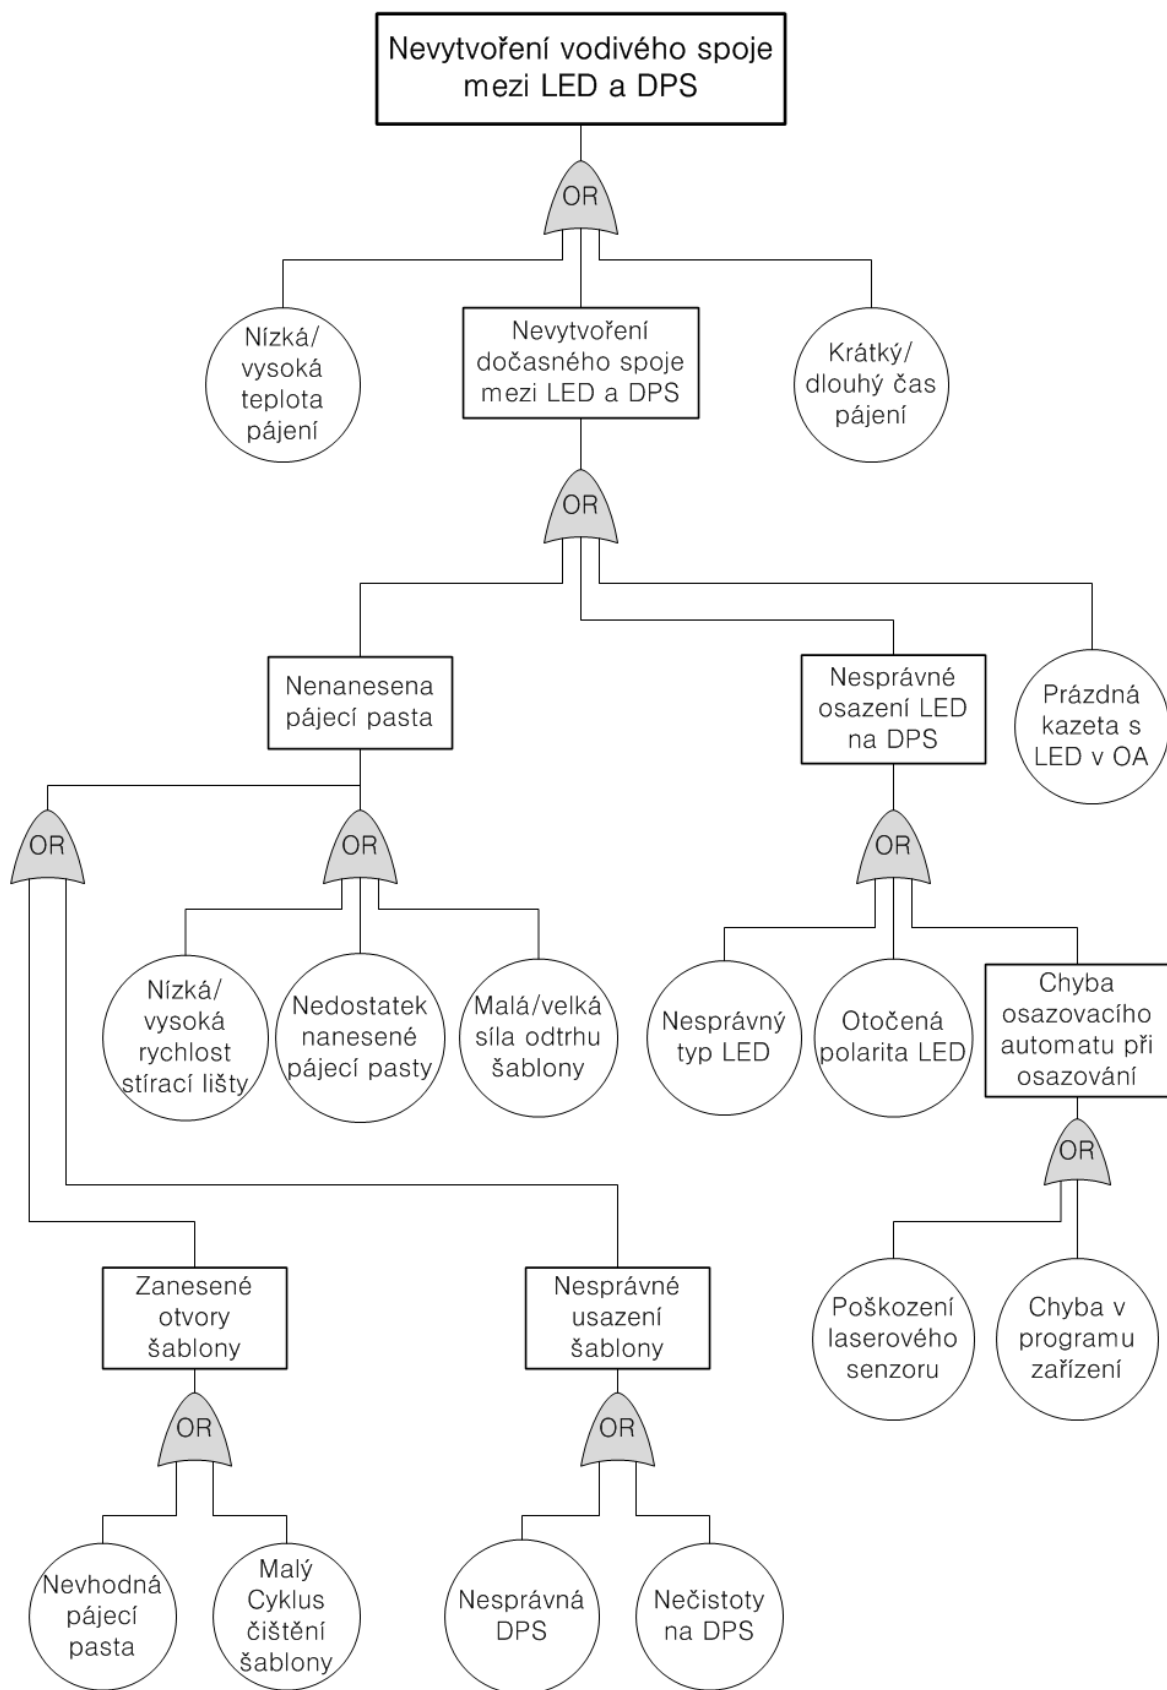 Nevytvoření vodivého spoje
mezi LED a DPS
OR
Nízká/
vysoká
teplota
pájení
Nevytvoření
dočasného spoje
mezi LED a DPS
Krátký/
dlouhý čas
pájení
OR
Nenanesena
pájecí pasta
Nesprávné
osazení LED
na DPS
Prázdná
kazeta s
LED v OA
OR
OR
OR
Nízká/
vysoká
rychlost
stírací lišty
Nedostatek
nanesené
pájecí pasty
Malá/velká
síla odtrhu
šablony
Nesprávný
typ LED
Otočená
polarita LED
Chyba
osazovacího
automatu při
osazování
OR
Zanesené
otvory
šablony
Nesprávné
usazení
šablony
Poškození
laserového
senzoru
Chyba v
programu
zařízení
OR
OR
Nevhodná
pájecí
pasta
Malý
Cyklus
čištění
šablony
Nesprávná
DPS
Nečistoty
na DPS